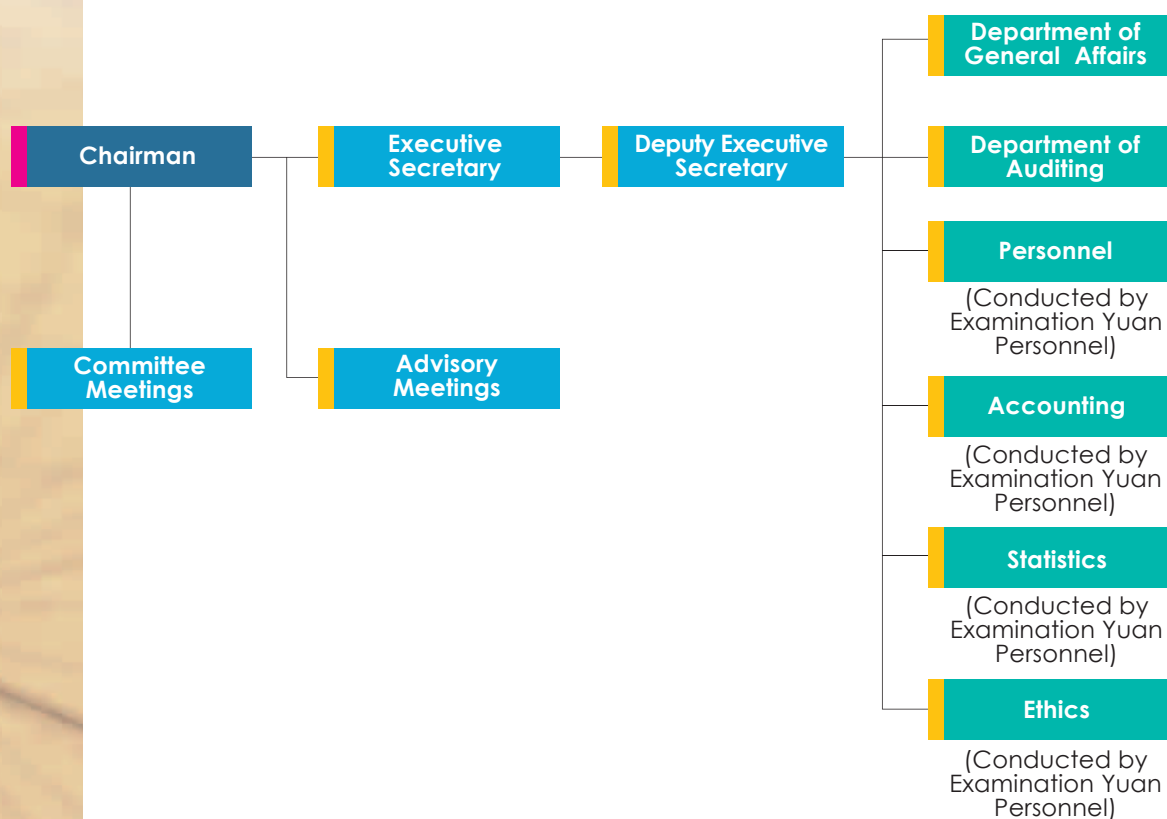 Department of
General Affairs
Chairman
Executive
Secretary
Deputy Executive
Secretary
Department of
Auditing
Personnel
(Conducted by
Examination Yuan
Personnel)
Committee
Meetings
Advisory
Meetings
Accounting
(Conducted by
Examination Yuan
Personnel)
Statistics
(Conducted by
Examination Yuan
Personnel)
Ethics
(Conducted by
Examination Yuan
Personnel)